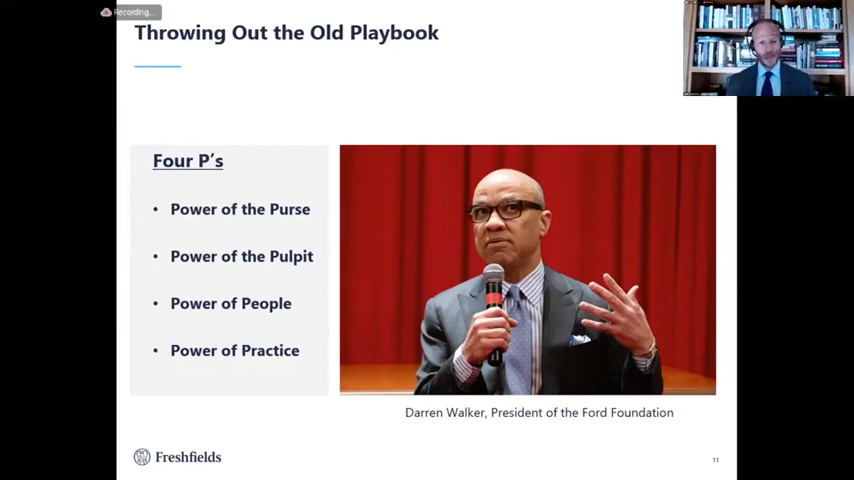 Recording...
Throwing Out the Old Playbook
Four P's
• Power of the Purse
• Power of the Pulpit
• Power of People
• Power of Practice
Darren Walker, President of the Ford Foundation
Freshfields
11